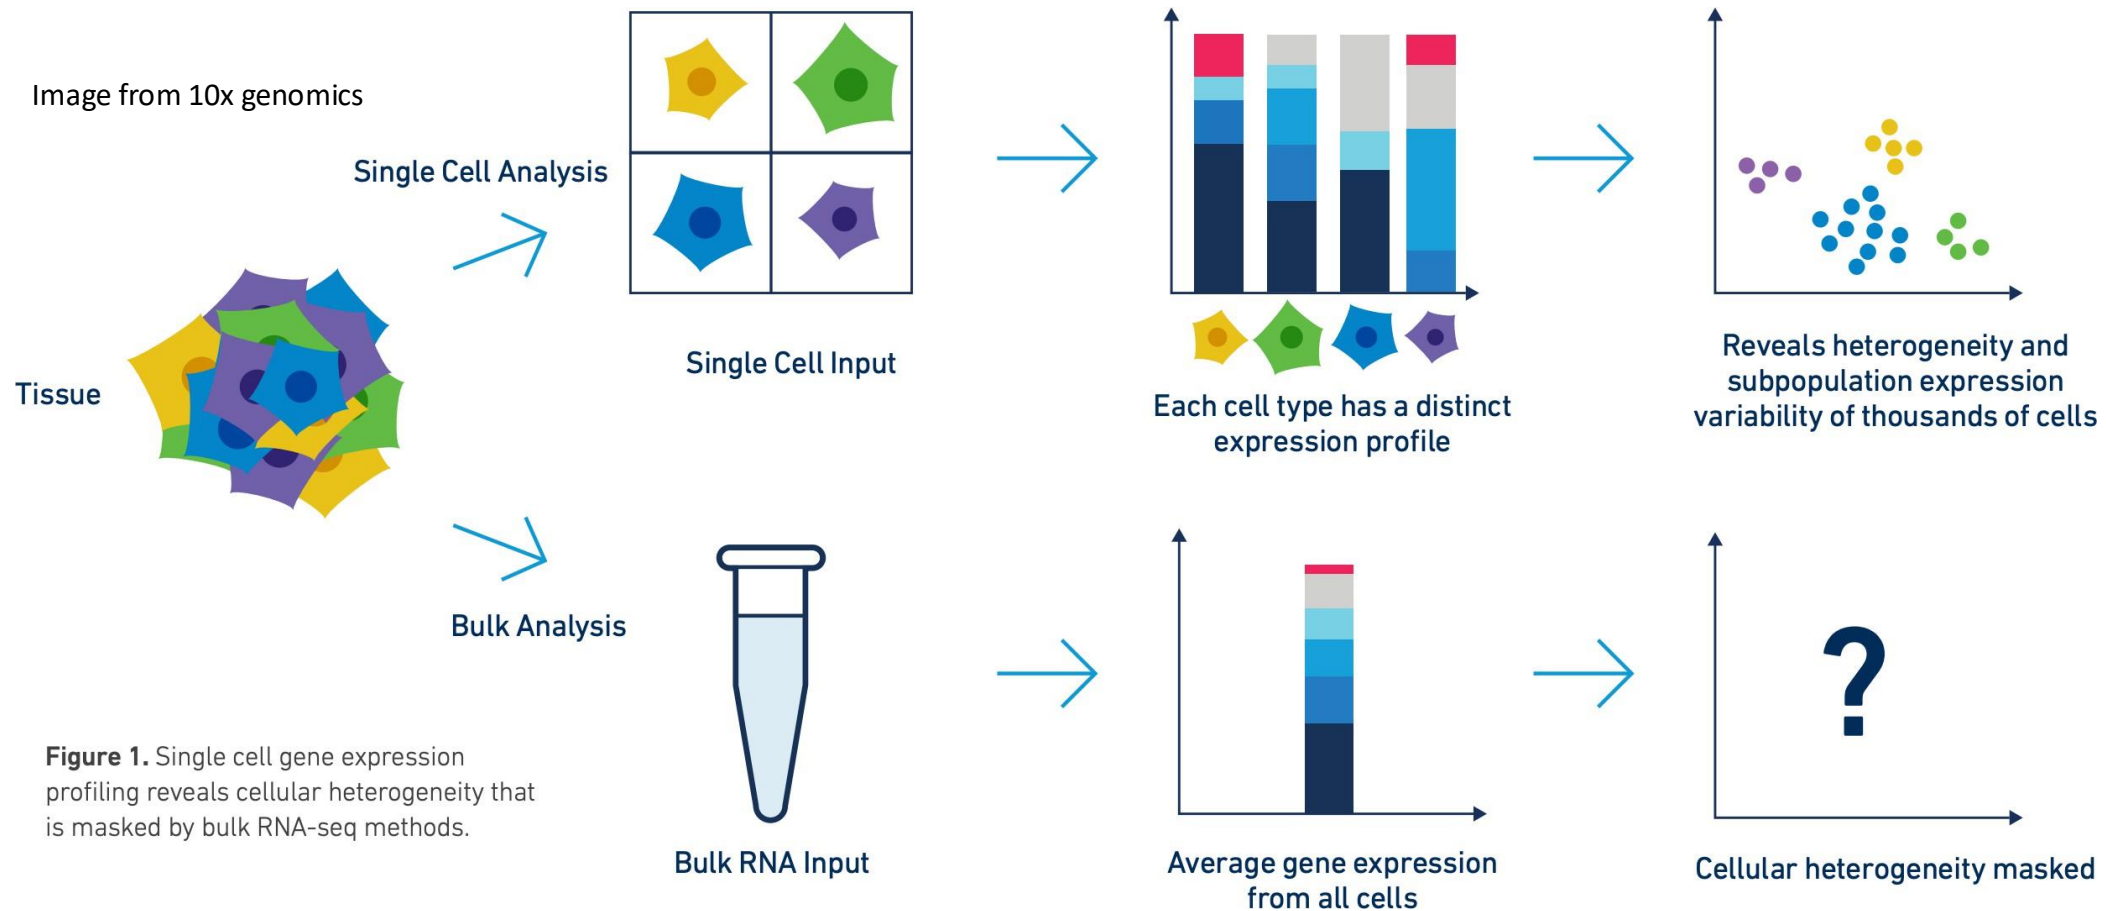 Image from 10x genomics
Single Cell Analysis
Single Cell Input
Each cell type has a distinct
expression profile
Reveals heterogeneity and
subpopulation expression
variability of thousands of cells
Tissue
Bulk Analysis
Bulk RNA Input
Average gene expression
from all cells
?
Cellular heterogeneity masked
Figure 1. Single cell gene expression
profiling reveals cellular heterogeneity that
is masked by bulk RNA-seq methods.